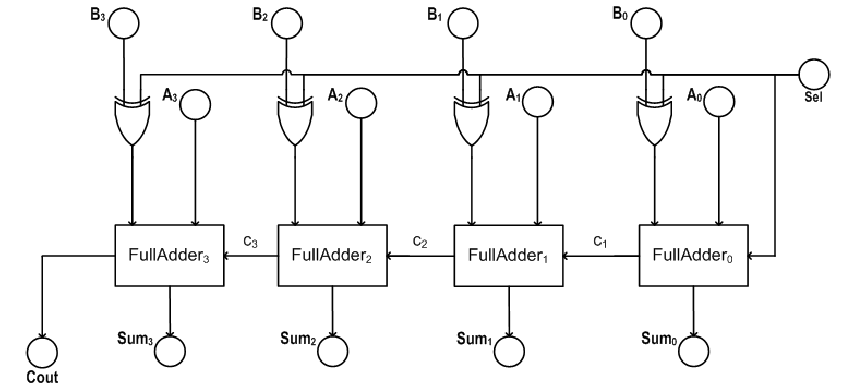 B3 B2 B1 B0
Sel
A3 A2 A1 A0
C3 C2 C1
FullAdder3 FullAdder2 FullAdder1 FullAdder0
Sum3 Sum2 Sum1 Sum0
Cout